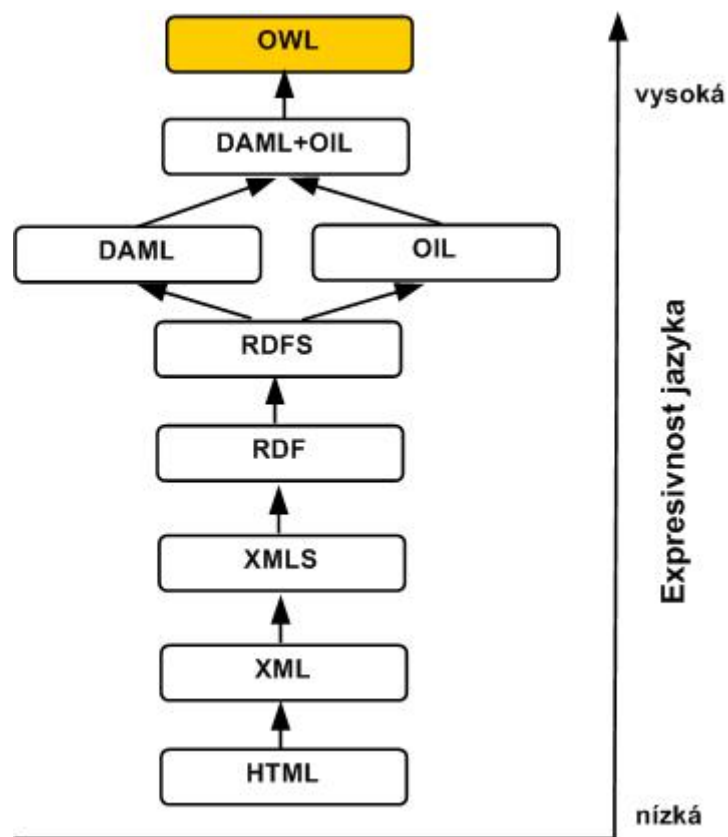 OWL
vysoká
DAML+OIL
DAML
OIL
RDFS
Expresivnost jazyka
RDF
XMLS
XML
HTML
nízká